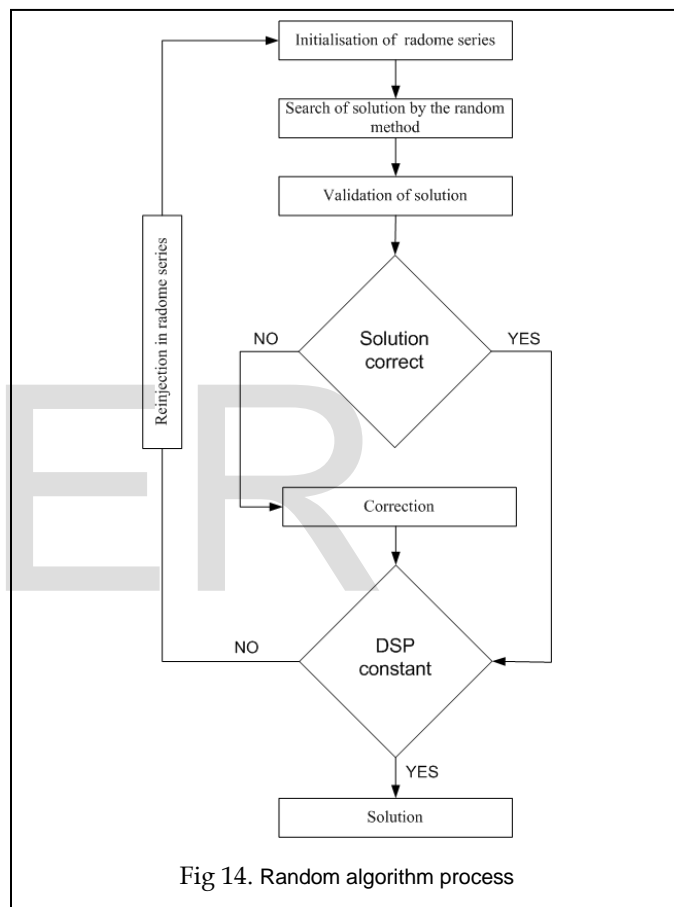 Initialisation of radome series
Search of solution by the random
method
Validation of solution
Reinjection in radome series
NO
Solution
correct
YES
Correction
NO
DSP
constant
YES
Solution
Fig 14. Random algorithm process
ER